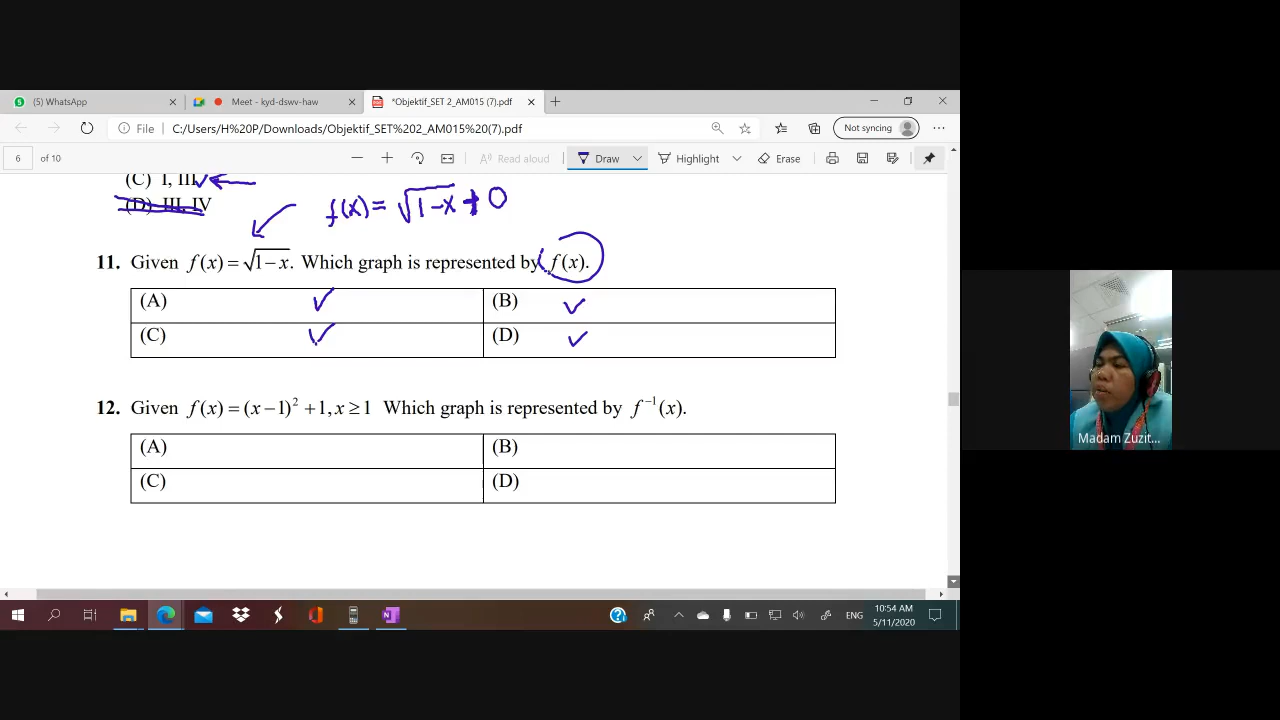 (5) WhatsApp
Meet - kyd-dswv-haw
*Objektif_SET 2_AM015 (7).pdf
File
C:/Users/H%20P/Downloads/Objektif_SET%202_AM015%20(7).pdf
Not syncing
6 of 10
Read aloud
Draw
Highlight
Erase
(C) I, III
(D) III, IV
f(x) = √1-x + 0
11. Given f(x) = √1−x. Which graph is represented by f(x).
(A) (B)
(C) (D)
12. Given f(x) = (x−1)² +1, x ≥ 1 Which graph is represented by f⁻¹(x).
(A) (B)
(C) (D)
Madam Zuzit...
ENG
10:54 AM
5/11/2020